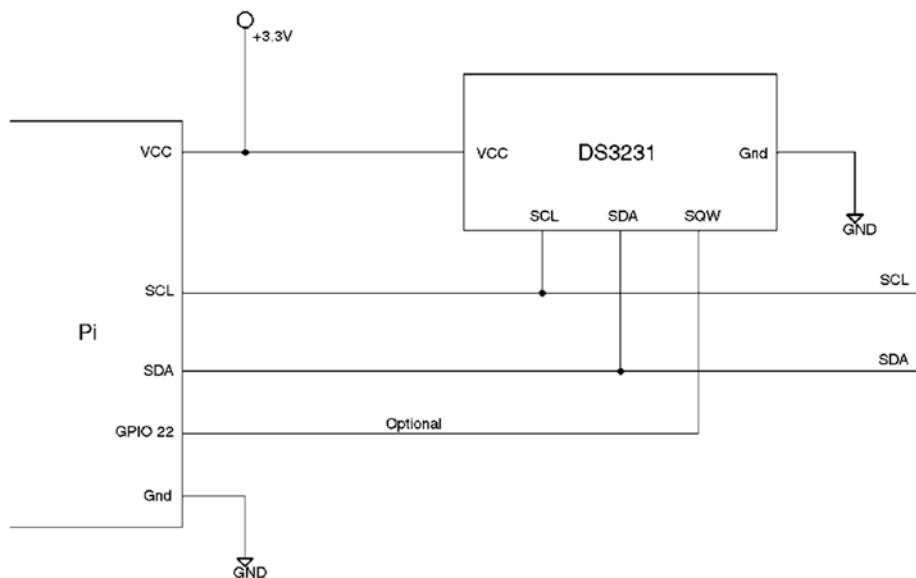 +3.3V
VCC
VCC
DS3231
Gnd
SCL
SDA
SQW
GND
SCL
SCL
Pi
SDA
SDA
GPIO 22
Optional
Gnd
GND